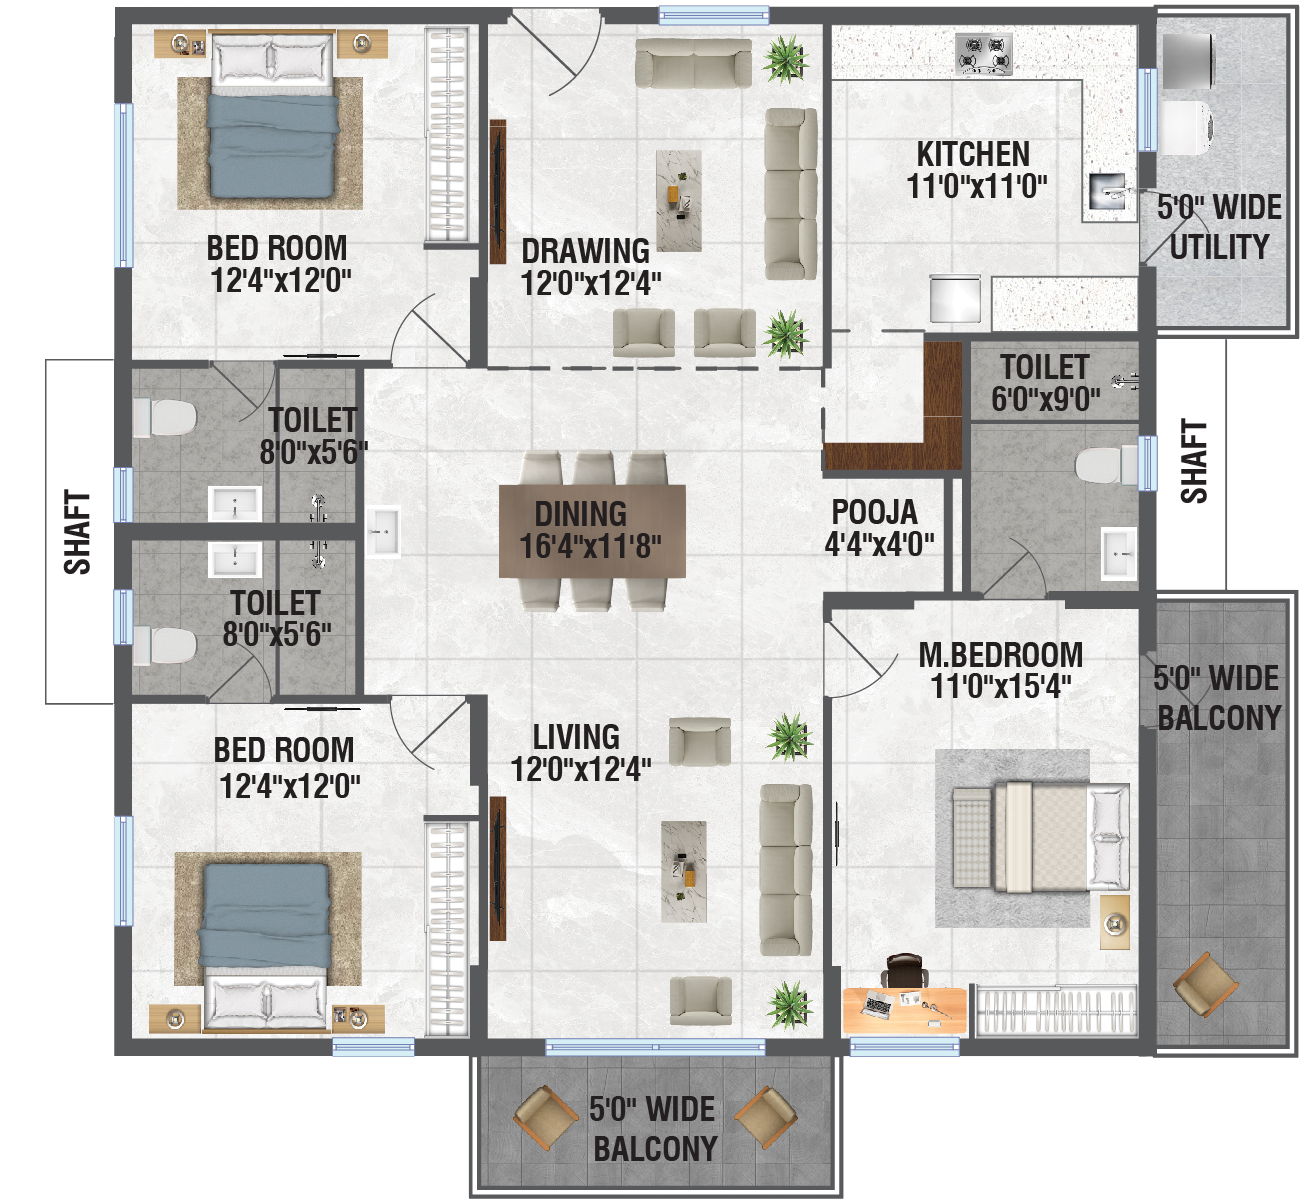 BED ROOM
12'4"x12'0"
DRAWING
12'0"x12'4"
KITCHEN
11'0"x11'0"
5'0" WIDE
UTILITY
TOILET
8'0"x5'6"
TOILET
6'0"x9'0"
SHAFT
SHAFT
DINING
16'4"x11'8"
POOJA
4'4"x4'0"
TOILET
8'0"x5'6"
M.BEDROOM
11'0"x15'4"
5'0" WIDE
BALCONY
BED ROOM
12'4"x12'0"
LIVING
12'0"x12'4"
5'0" WIDE
BALCONY